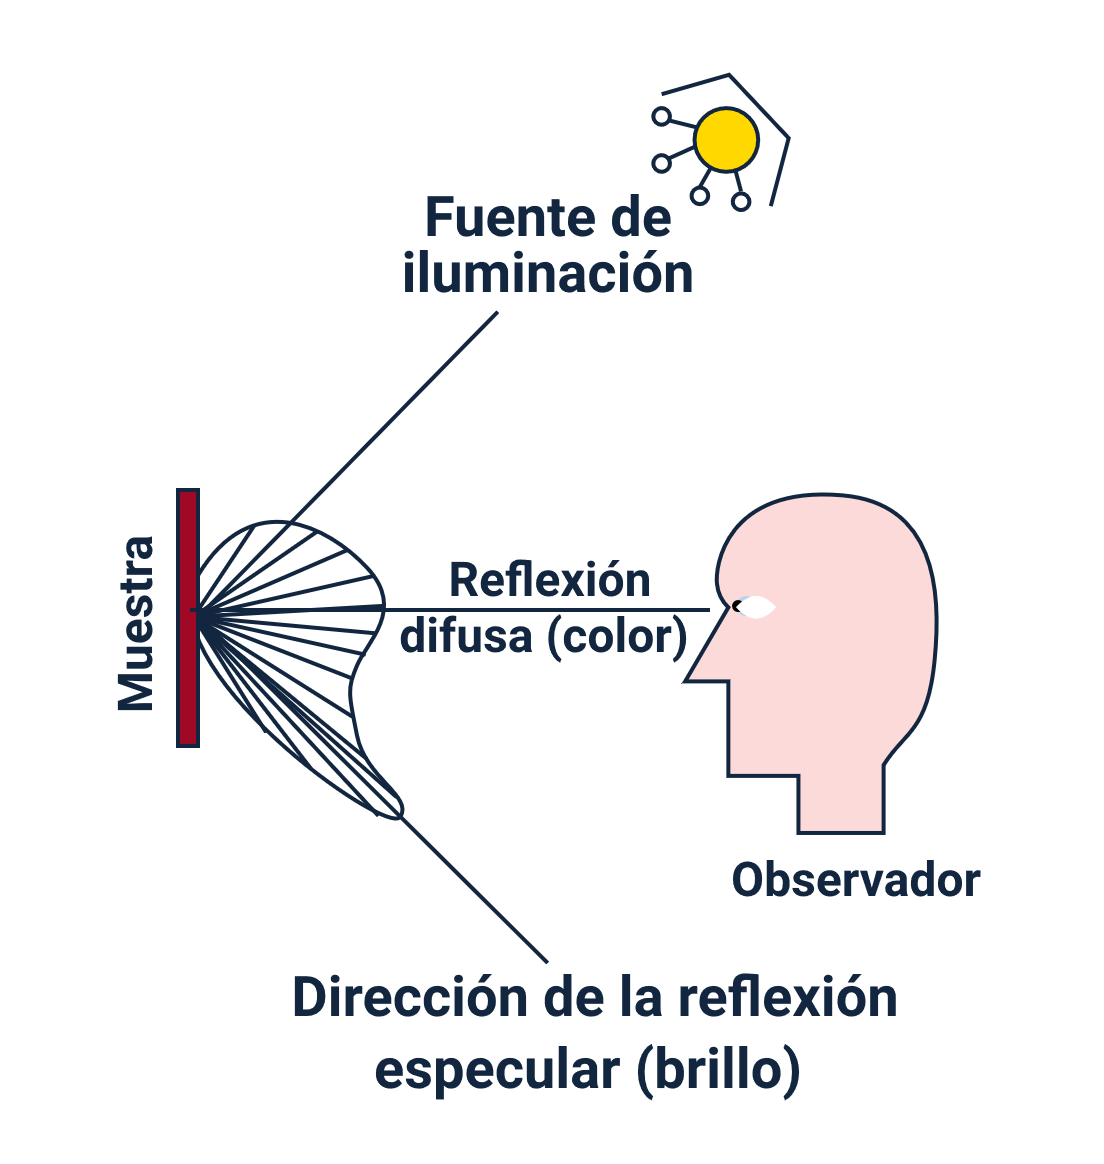 Fuente de
iluminación
Muestra
Reflexión
difusa (color)
Observador
Dirección de la reflexión
especular (brillo)